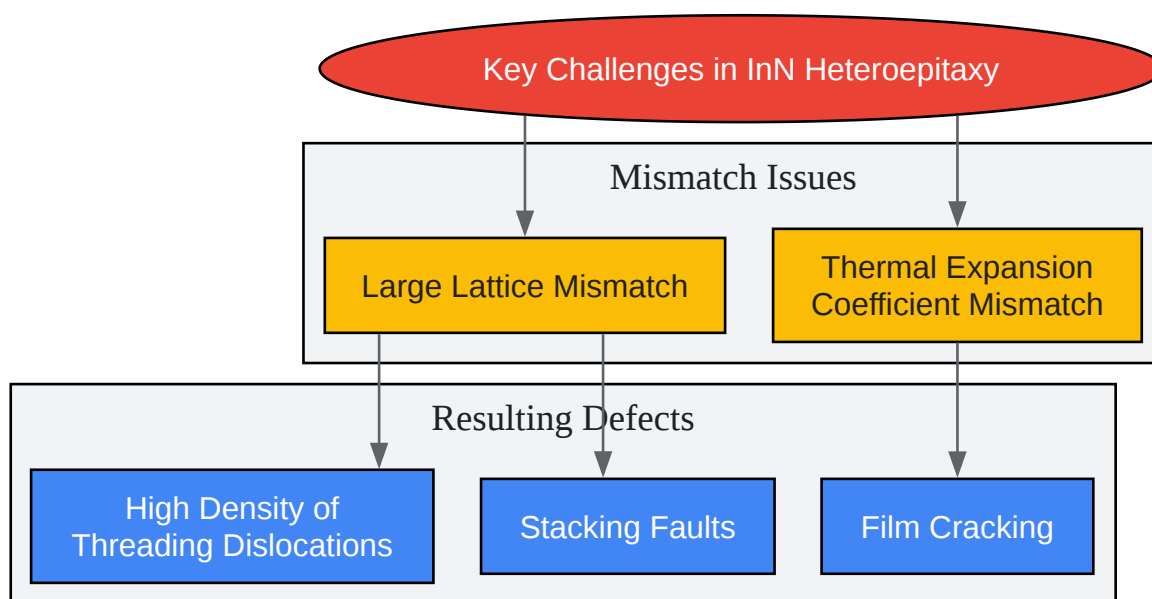 Key Challenges in InN Heteroepitaxy
Mismatch Issues
Large Lattice Mismatch
Thermal Expansion
Coefficient Mismatch
Resulting Defects
High Density of
Threading Dislocations
Stacking Faults
Film Cracking